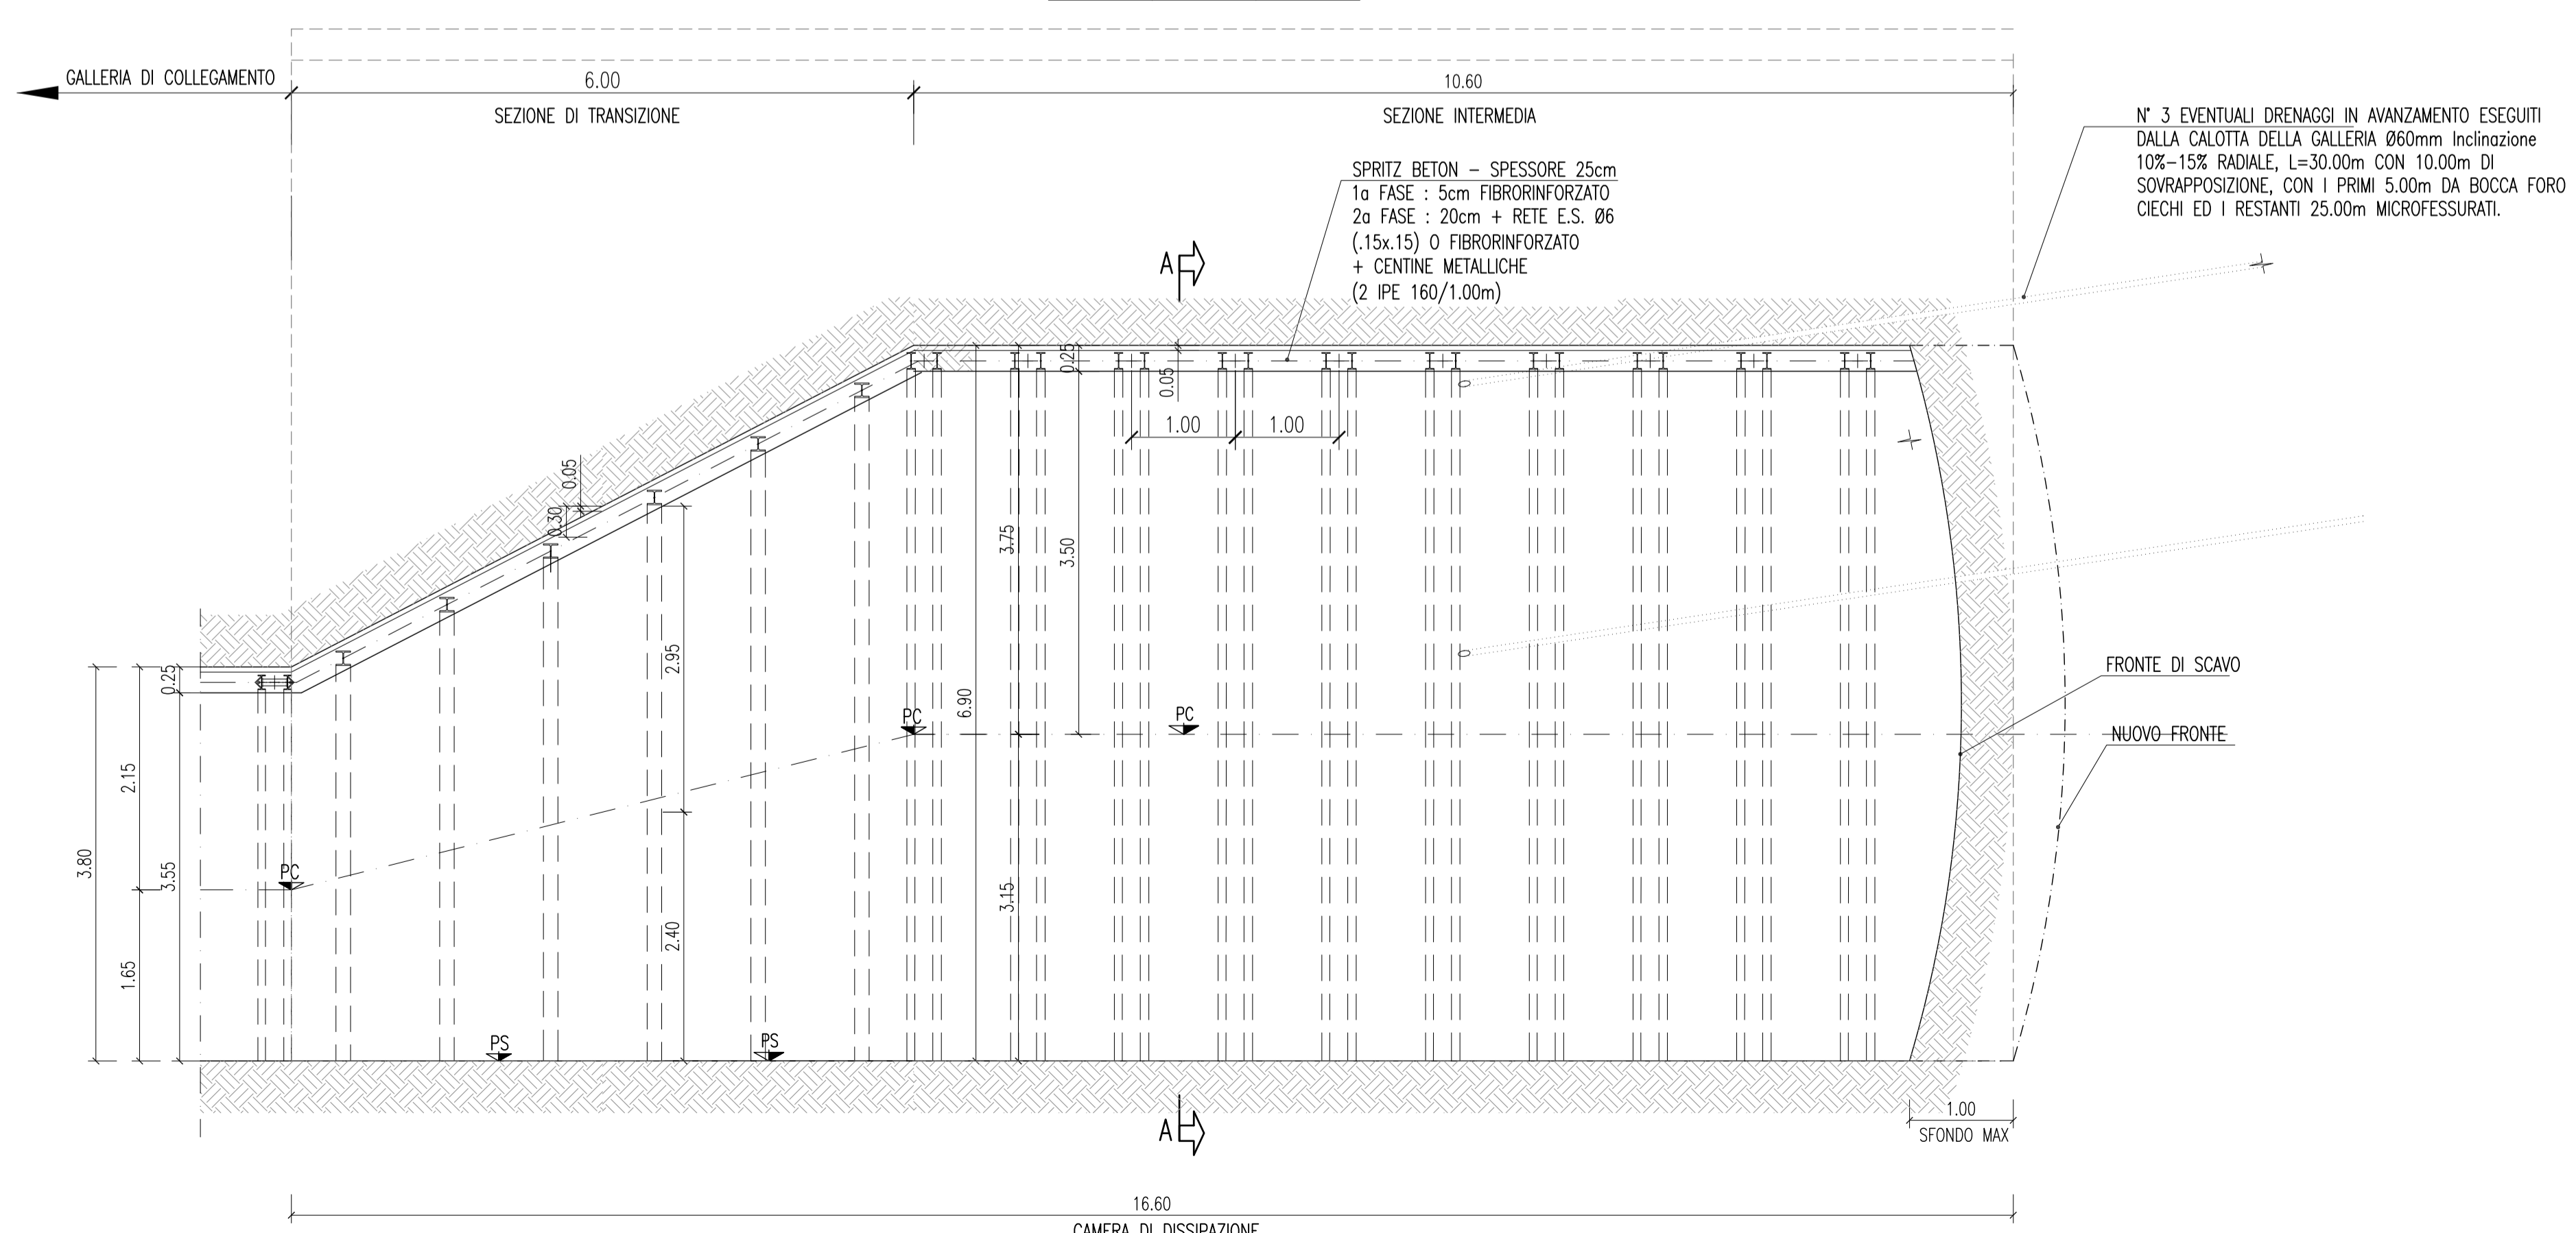 GALLERIA DI COLLEGAMENTO
6.00
10.60
SEZIONE DI TRANSIZIONE
SEZIONE INTERMEDIA
N° 3 EVENTUALI DRENAGGI IN AVANZAMENTO ESEGUITI
DALLA CALOTTA DELLA GALLERIA Ø60mm Inclinazione
10%-15% RADIALE, L=30.00m CON 10.00m DI
SOVRAPPOSIZIONE, CON I PRIMI 5.00m DA BOCCA FORO
CIECHI ED I RESTANTI 25.00m MICROFESSURATI.
SPRITZ BETON - SPESSORE 25cm
1a FASE : 5cm FIBRORINFORZATO
2a FASE : 20cm + RETE E.S. Ø6
(.15x.15) O FIBRORINFORZATO
+ CENTINE METALLICHE
(2 IPE 160/1.00m)
A
0.25
0.05
1.00
1.00
0.05
0.30
3.75
3.50
2.95
6.90
0.25
2.15
3.80
3.55
1.65
PC
PC
PC
2.40
3.15
FRONTE DI SCAVO
NUOVO FRONTE
PS
PS
A
1.00
SFONDO MAX
16.60
CAMERA DI DISSIPAZIONE